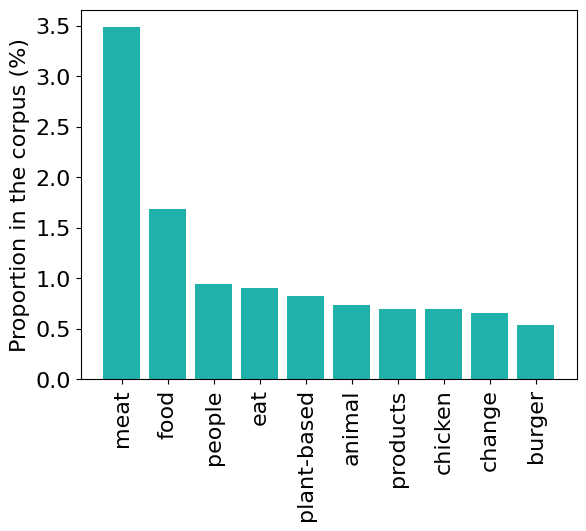 Proportion in the corpus (%)
3.5
3.0
2.5
2.0
1.5
1.0
0.5
0.0
meat
food
people
eat
plant-based
animal
products
chicken
change
burger